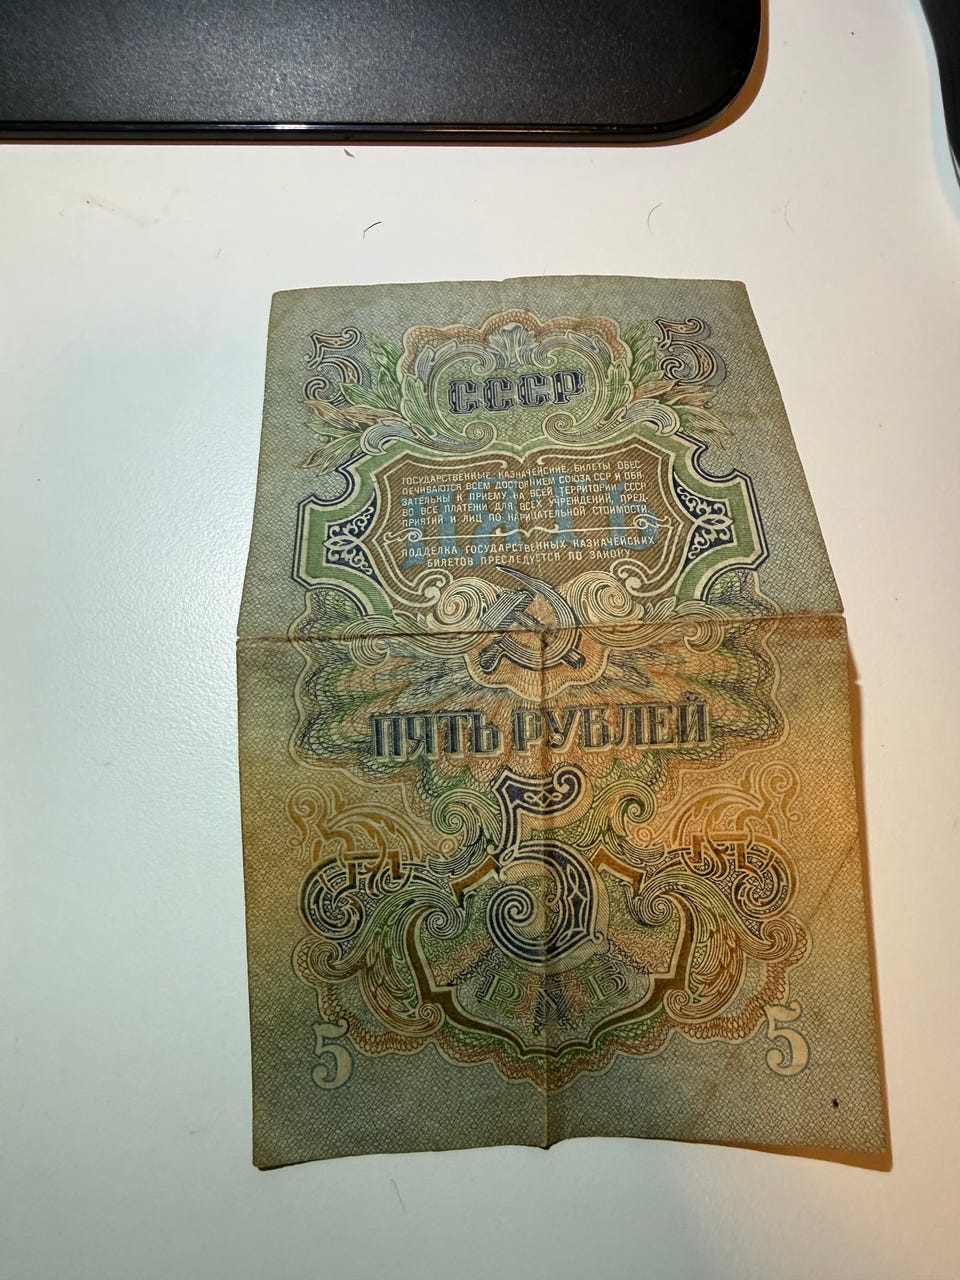 5 5
СССР
ПЯТЬ
ГОСУДАРСТВЕННЫЕ КАЗНАЧЕЙСКИЕ БИЛЕТЫ ОБЕС
ПЕЧИВАЮТСЯ ВСЕМ ДОСТОЯНИЕМ СОЮЗА ССР И ОБЯ
ЗАТЕЛЬНЫ К ПРИЕМУ НА ВСЕЙ ТЕРРИТОРИИ СССР
ВО ВСЕ ПЛАТЕЖИ ДЛЯ ВСЕХ УЧРЕЖДЕНИЙ, ПРЕД
ПРИЯТИЙ И ЛИЦ ПО НАРИЦАТЕЛЬНОЙ СТОИМОСТИ.
ПОДДЕЛКА ГОСУДАРСТВЕННЫХ КАЗНАЧЕЙСКИХ
БИЛЕТОВ ПРЕСЛЕДУЕТСЯ ПО ЗАКОНУ
ПЯТЬ РУБЛЕЙ
5
РУБ
5 5